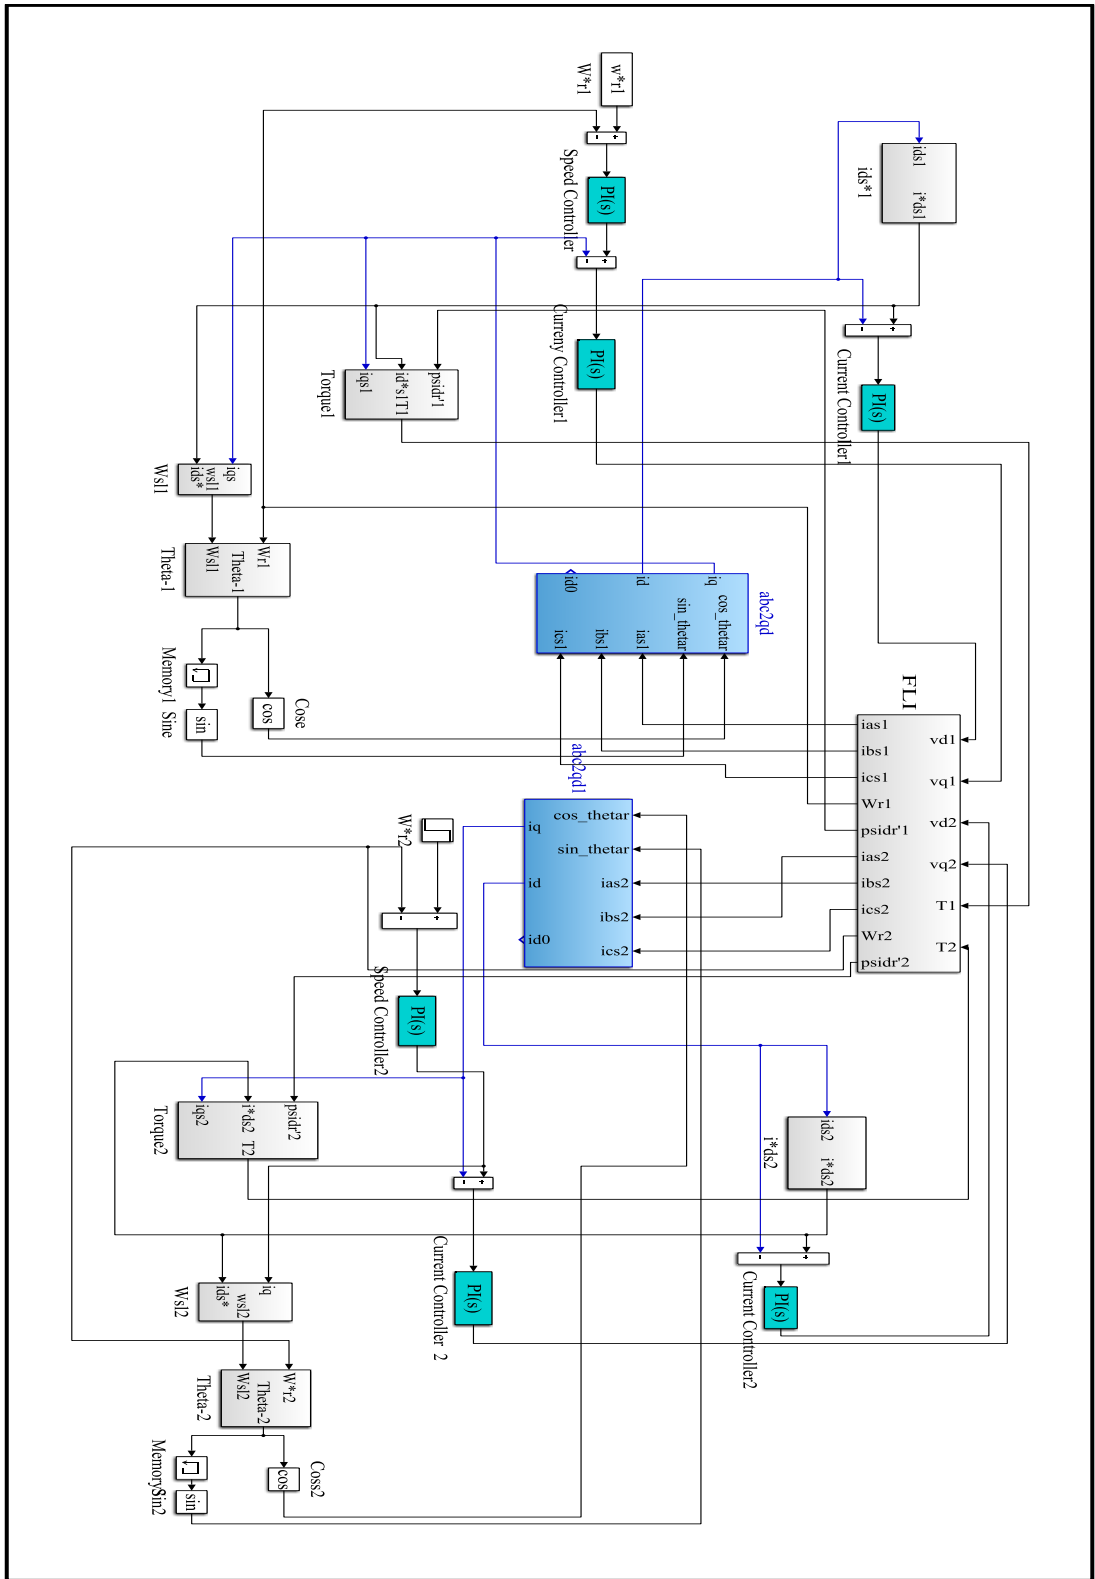 w*r1
W*r1
+
-
Speed Controller
PI(s)
+
-
Curreny Controller1
PI(s)
ids1
i*ds1
ids*1
+
-
Current Controller1
PI(s)
psidr'1
id*s1T1
iqs1
Torque1
iqs
wsl1
ids*
Wsl1
Wr1
Theta-1
Wsl1
Theta-1
Memory1
sin
Sine
cos
Cose
abc2qd
iq
id
id0
cos_thetar
sin_thetar
ias1
ibs1
ics1
FLI
ias1
ibs1
ics1
Wr1
psidr'1
ias2
ibs2
ics2
Wr2
psidr'2
vd1
vq1
vd2
vq2
T1
T2
abc2qd1
iq
id
id0
cos_thetar
sin_thetar
ias2
ibs2
ics2
W*r2
+
-
Speed Controller2
PI(s)
psidr'2
i*ds2 T2
iqs2
Torque2
+
-
Current Controller 2
PI(s)
ids2
i*ds2
i*ds2
+
-
Current Controller2
PI(s)
iq
wsl2
ids*
Wsl2
W*r2
Theta-2
Wsl2
Theta-2
Memory
sin
Sin2
cos
Coss2